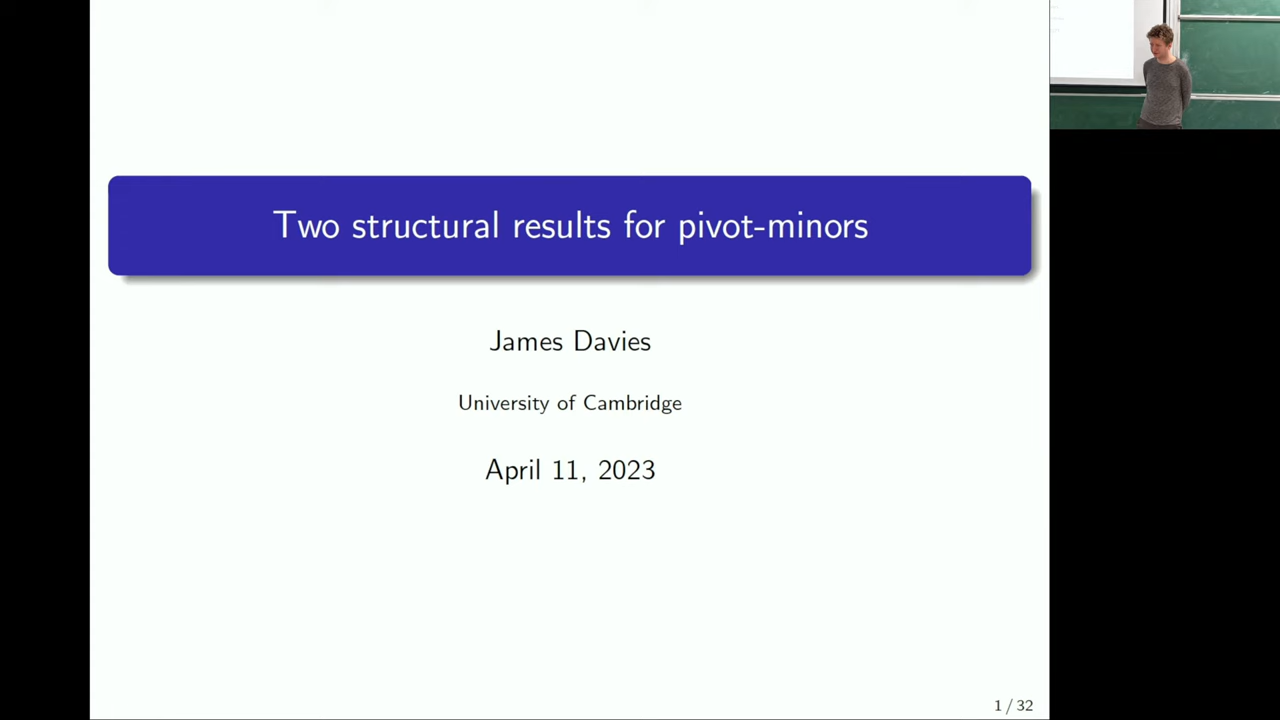 Two structural results for pivot-minors
James Davies
University of Cambridge
April 11, 2023
1 / 32